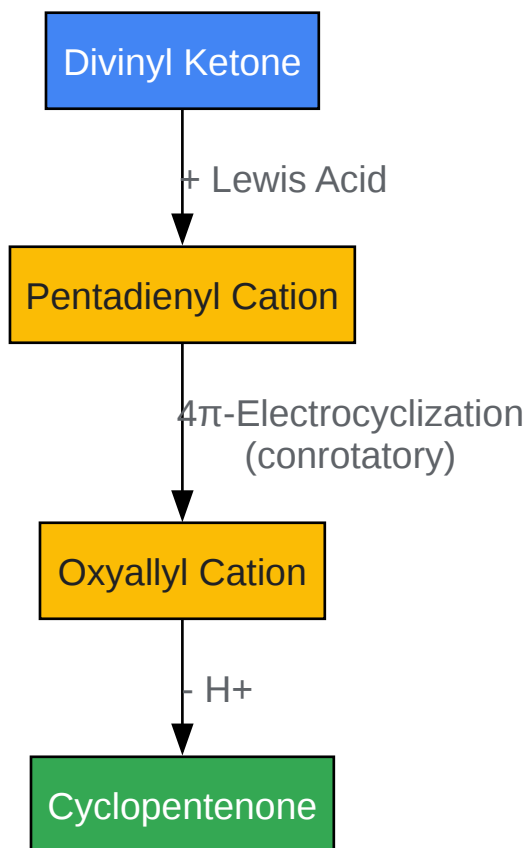 Divinyl Ketone
+ Lewis Acid
Pentadienyl Cation
4π-Electrocyclization
(conrotatory)
Oxyallyl Cation
- H+
Cyclopentenone